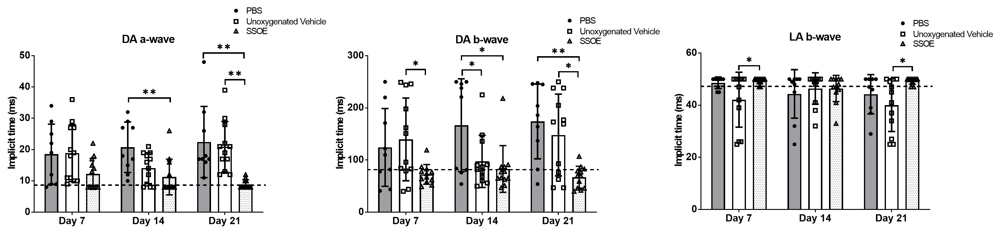 PBS
Unoxygenated Vehicle
SSOE
DA a-wave
**
**
**
50
40
30
20
10
0
Implicit time (ms)
Day 7
Day 14
Day 21
PBS
Unoxygenated Vehicle
SSOE
DA b-wave
*
*
*
**
*
300
200
100
0
Implicit time (ms)
Day 7
Day 14
Day 21
PBS
Unoxygenated Vehicle
SSOE
LA b-wave
*
*
60
40
20
0
Implicit time (ms)
Day 7
Day 14
Day 21